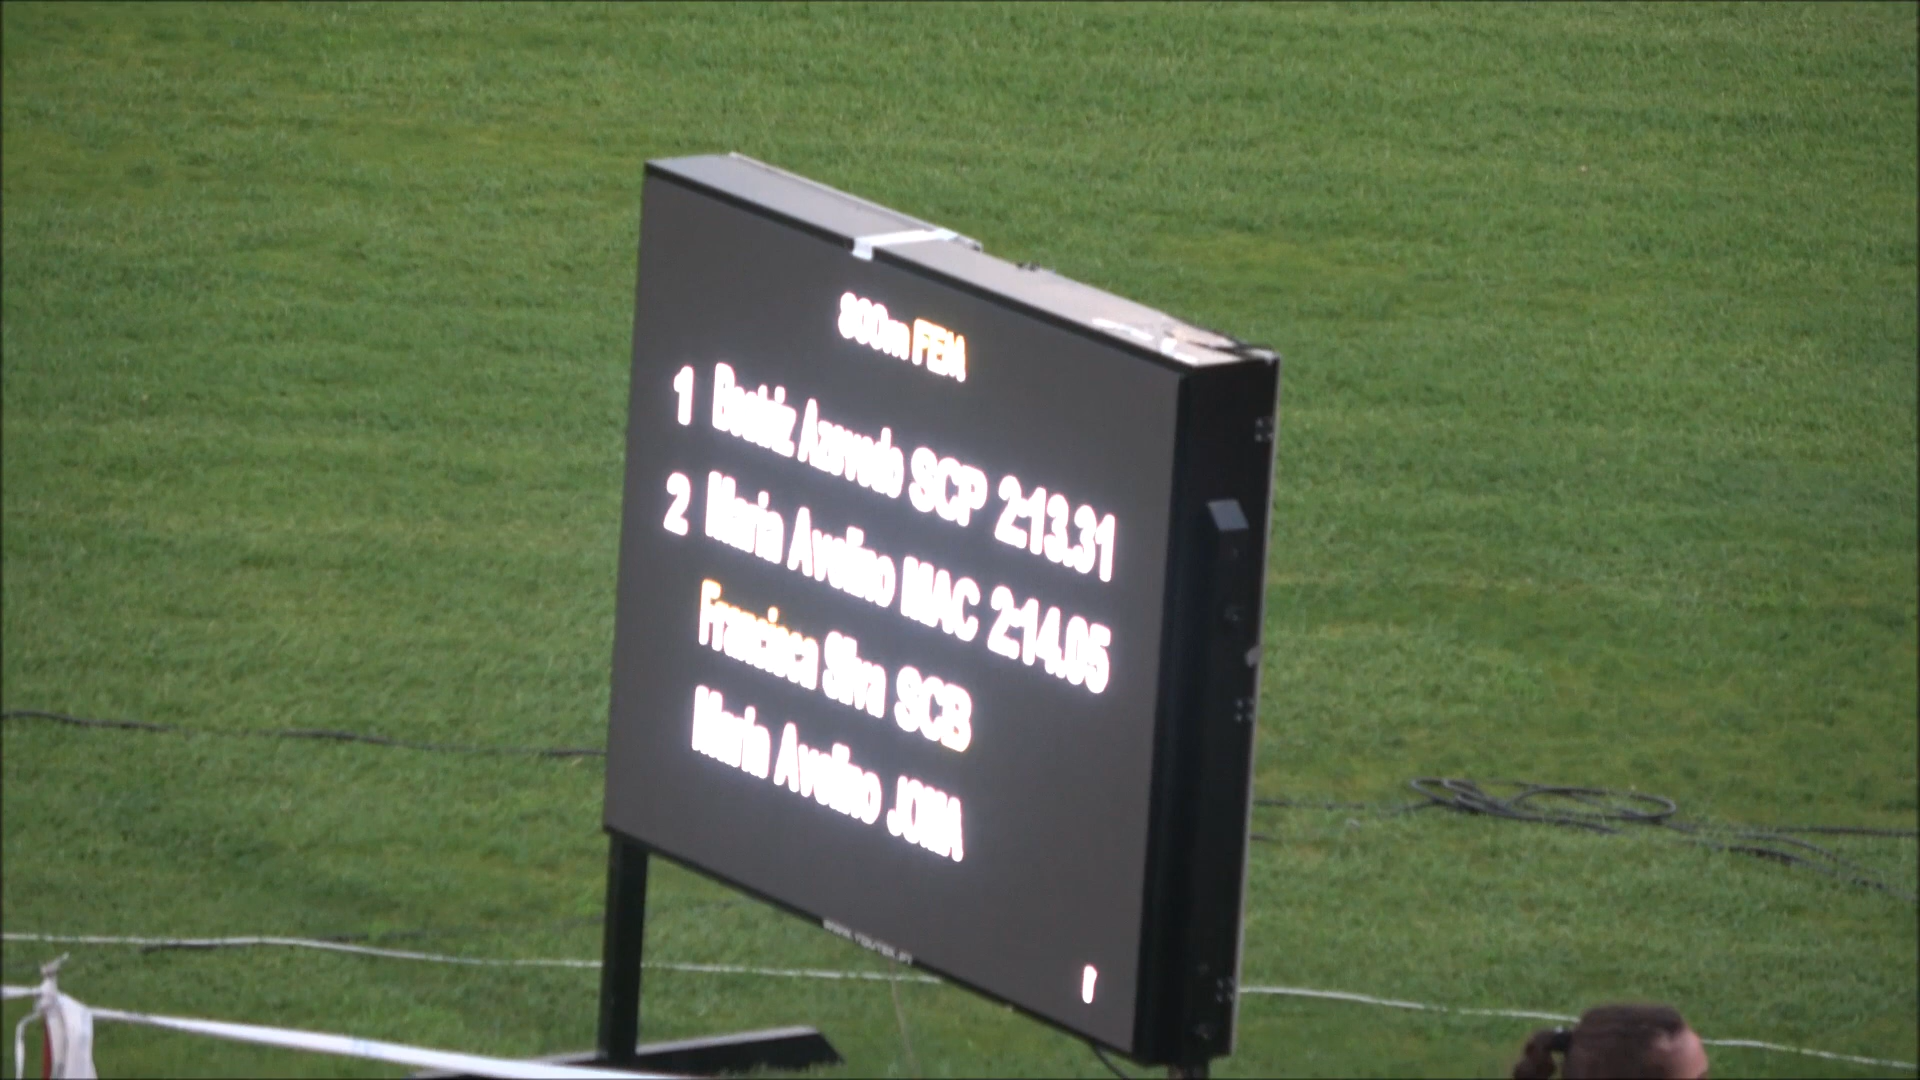 800m FEM
1 Beatriz Azevedo SCP 2:13.31
2 Maria Avelino MAC 2:14.05
Francisca Silva SCB
Maria Avelino JOMA